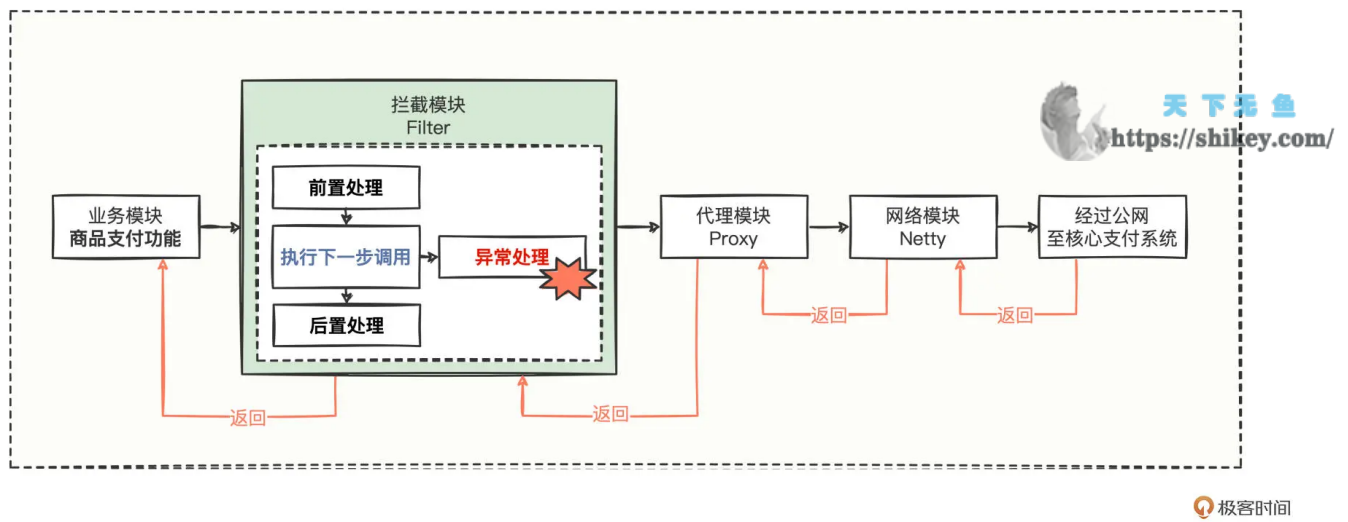 天下无鱼
https://shikey.com/
拦截模块
Filter
前置处理
执行下一步调用
异常处理
后置处理
业务模块
商品支付功能
代理模块
Proxy
网络模块
Netty
经过公网
至核心支付系统
返回
返回
返回
返回
极客时间